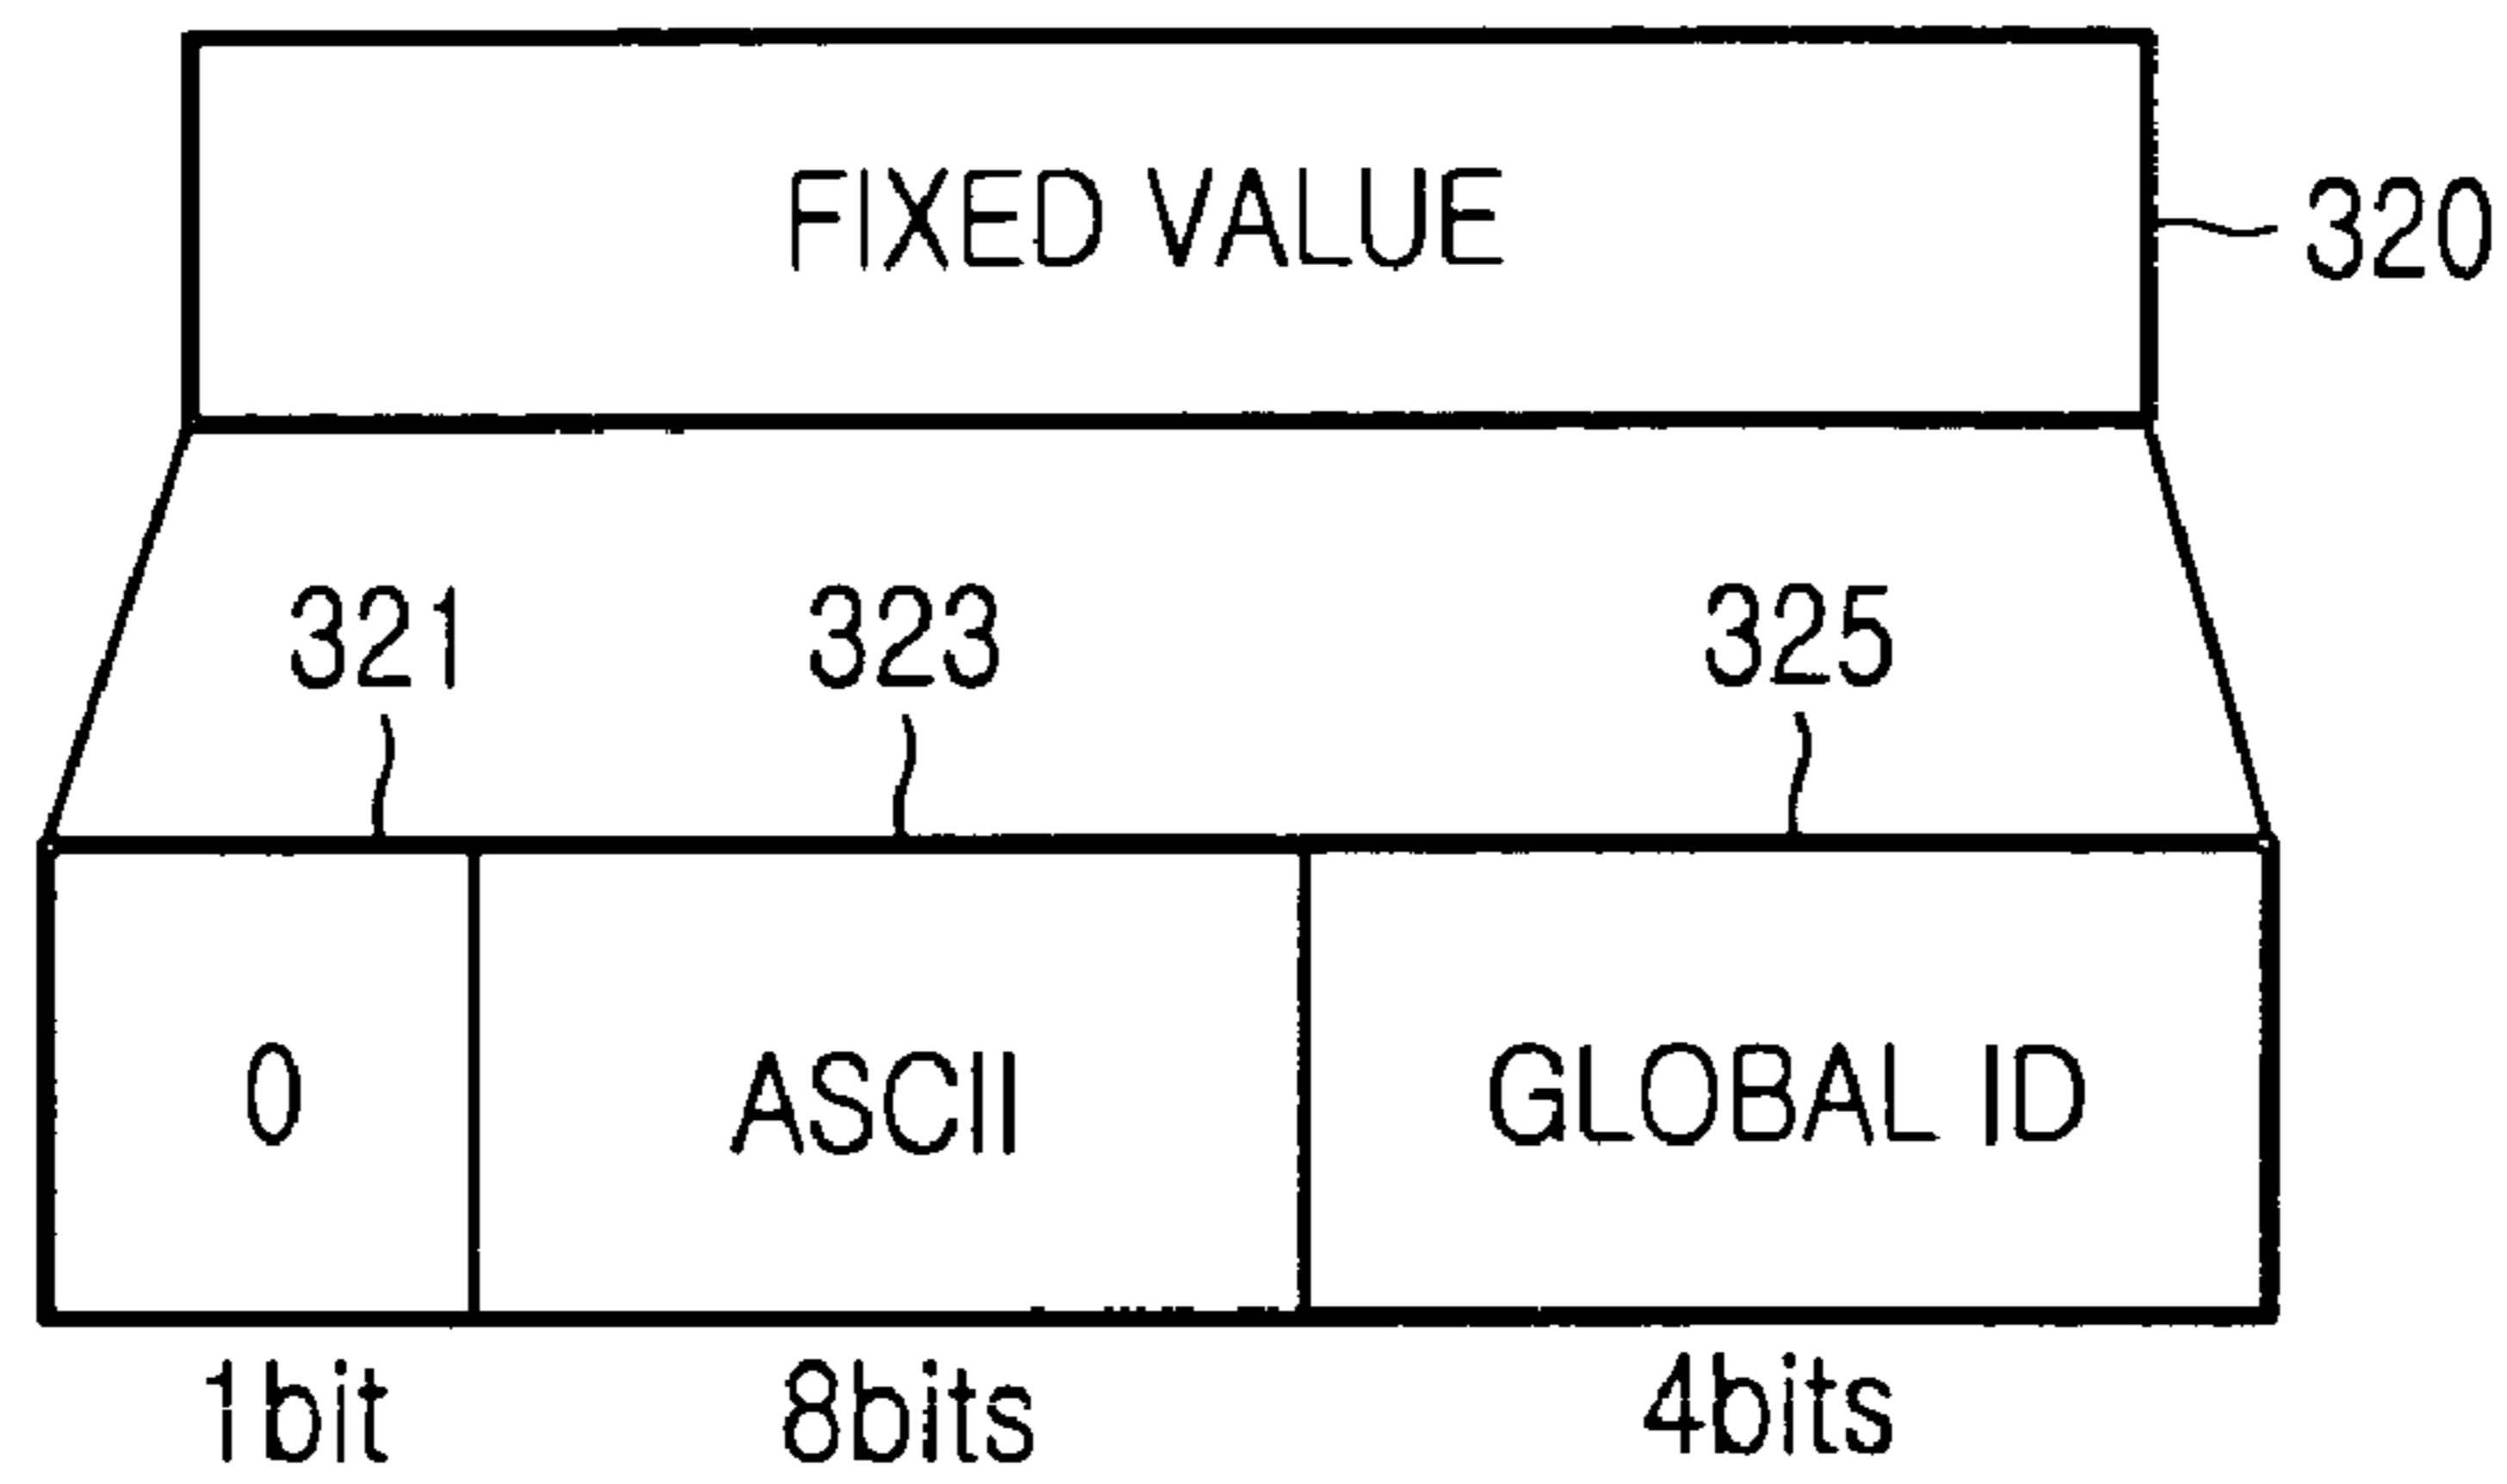 FIXED VALUE
320
321 323 325
0 ASCII GLOBAL ID
1bit 8bits 4bits